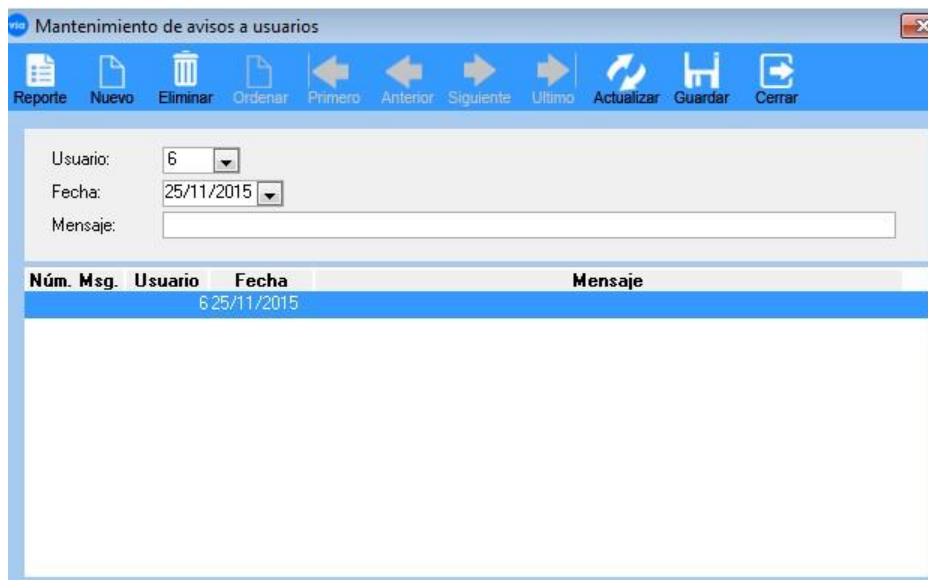 via Mantenimiento de avisos a usuarios
Reporte Nuevo Eliminar Ordenar Primero Anterior Siguiente Ultimo Actualizar Guardar Cerrar
Usuario: 6
Fecha: 25/11/2015
Mensaje:
Núm. Msg. Usuario Fecha Mensaje
6 25/11/2015